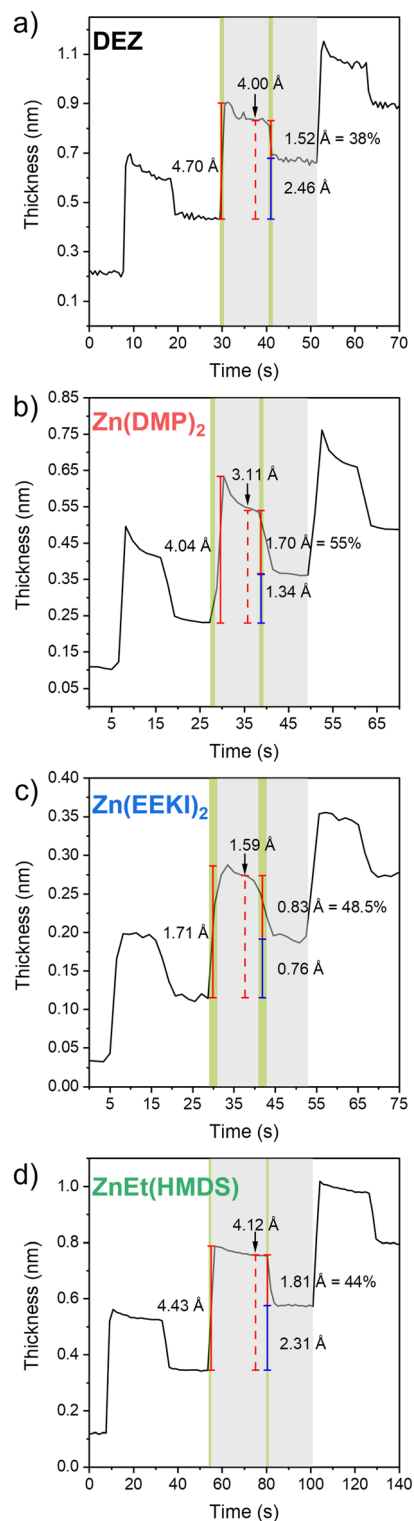 a)
DEZ
4.00 Å
4.70 Å
1.52 Å = 38%
2.46 Å
Thickness (nm)
1.1
0.9
0.7
0.5
0.3
0.1
0 10 20 30 40 50 60 70
Time (s)
b)
Zn(DMP)₂
3.11 Å
4.04 Å
1.70 Å = 55%
1.34 Å
Thickness (nm)
0.85
0.75
0.65
0.55
0.45
0.35
0.25
0.15
0.05
5 15 25 35 45 55 65
Time (s)
c)
Zn(EEKI)₂
1.59 Å
1.71 Å
0.83 Å = 48.5%
0.76 Å
Thickness (nm)
0.40
0.35
0.30
0.25
0.20
0.15
0.10
0.05
0.00
5 15 25 35 45 55 65 75
Time (s)
d)
ZnEt(HMDS)
4.12 Å
4.43 Å
1.81 Å = 44%
2.31 Å
Thickness (nm)
1.0
0.8
0.6
0.4
0.2
0.0
0 20 40 60 80 100 120 140
Time (s)